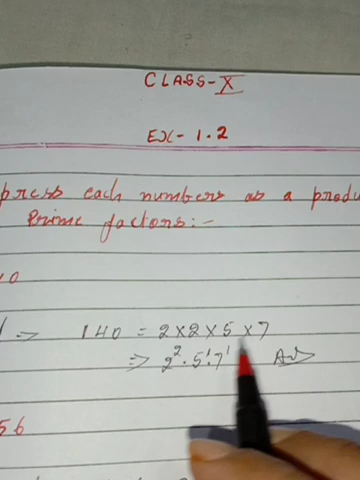 CLASS-X
EX- 1.2
press each numbers as a produ
Prime factors:-
0
=> 140 = 2×2×5×7
=> 2².5¹.7¹ Ans
56